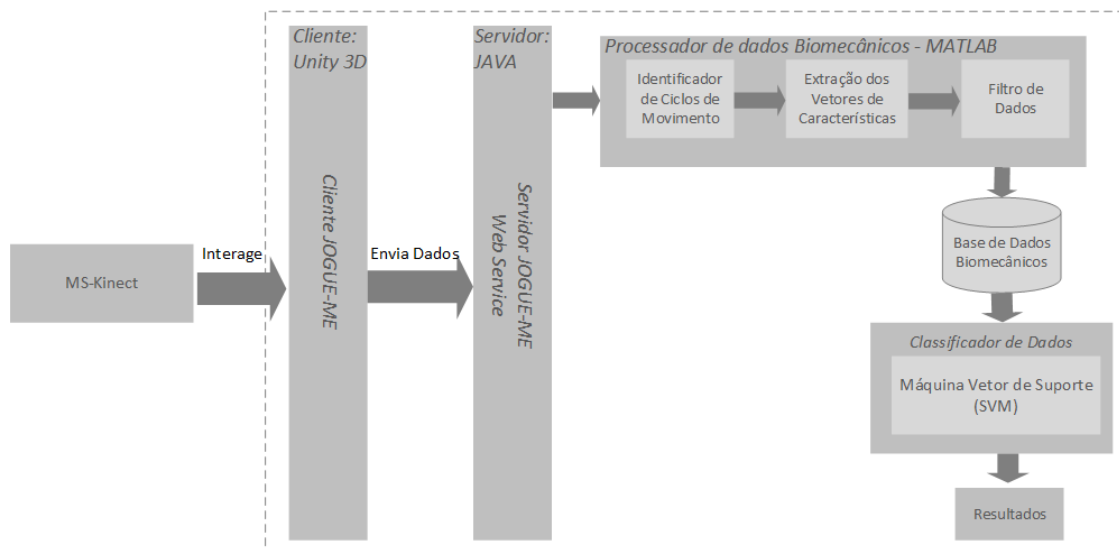 MS-Kinect
Interage
Cliente:
Unity 3D
Cliente JOGUE-ME
Envia Dados
Servidor:
JAVA
Servidor JOGUE-ME
Web Service
Processador de dados Biomecânicos - MATLAB
Identificador
de Ciclos de
Movimento
Extração dos
Vetores de
Características
Filtro de
Dados
Base de Dados
Biomecânicos
Classificador de Dados
Máquina Vetor de Suporte
(SVM)
Resultados